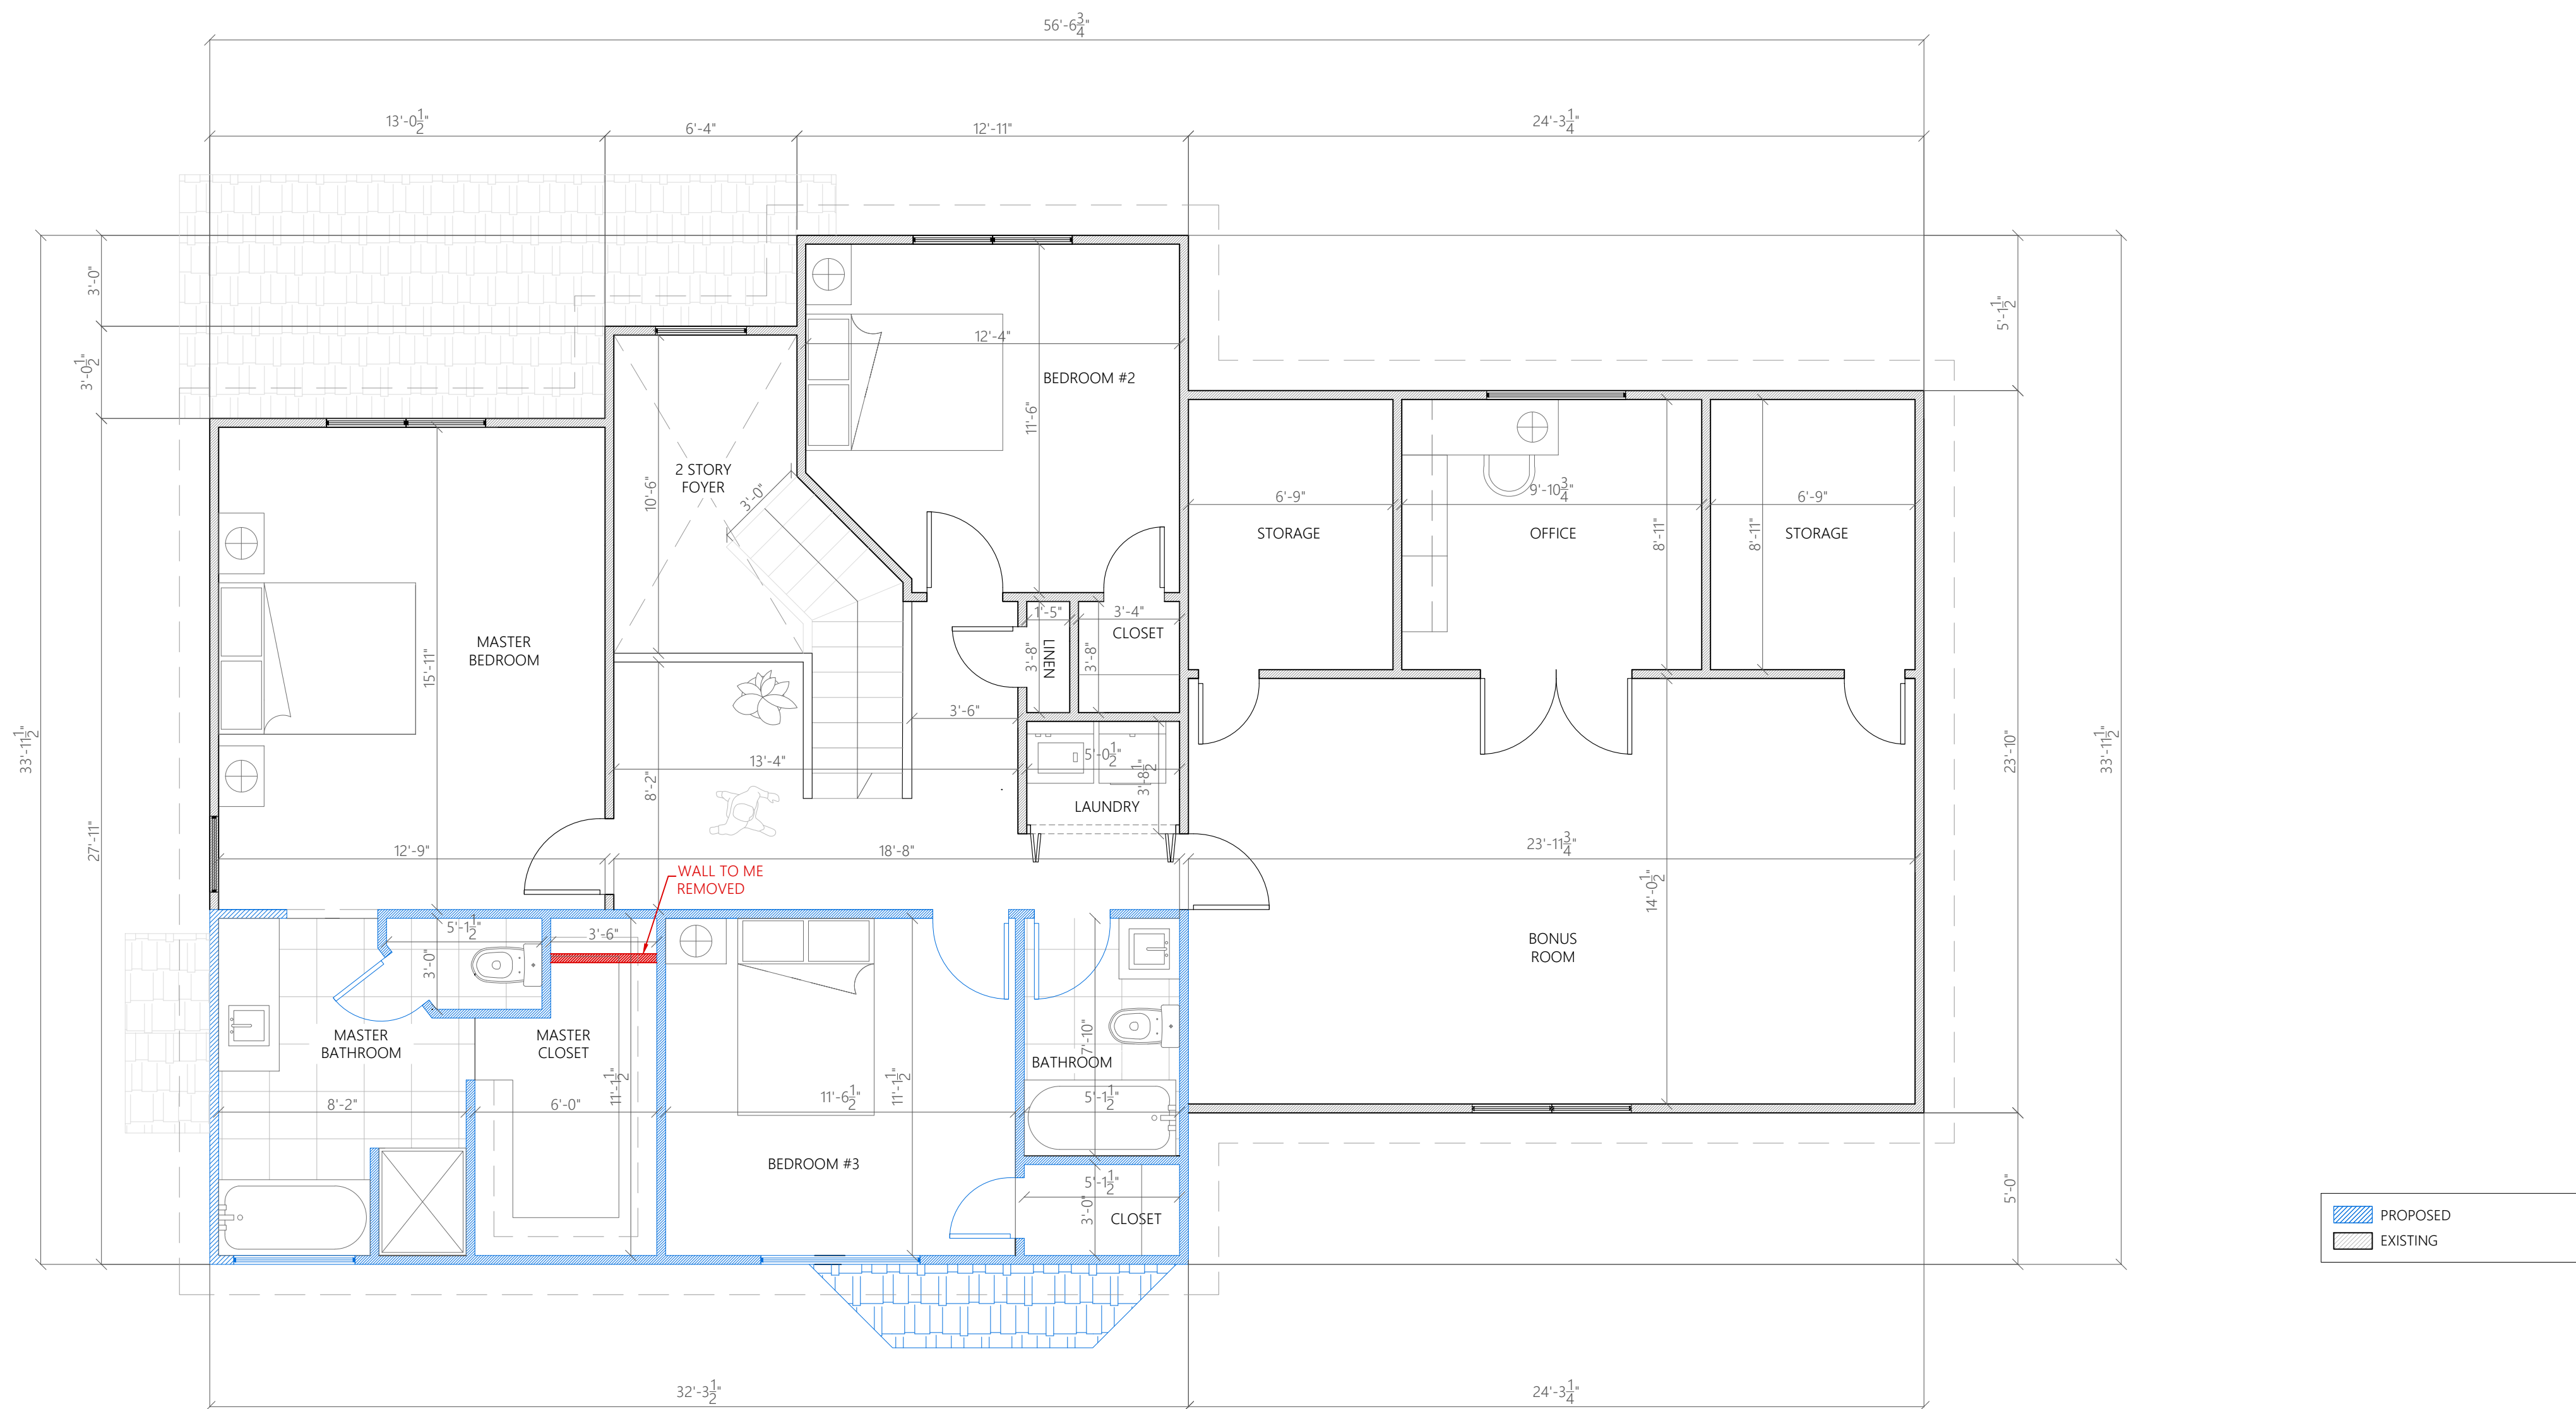 56'-6 3/4"
13'-0 1/2"
6'-4"
12'-11"
24'-3 1/4"
3'-0"
5'-1 1/2"
3'-0 1/2"
12'-4"
BEDROOM #2
11'-6"
2 STORY
FOYER
10'-6"
3'-0"
6'-9"
9'-10 3/4"
6'-9"
STORAGE
OFFICE
STORAGE
8'-11"
8'-11"
1'-5"
3'-4"
CLOSET
LINEN
3'-8"
3'-8"
MASTER
BEDROOM
15'-11"
3'-6"
33'-11 1/2"
23'-10"
33'-11 1/2"
13'-4"
5'-0 1/2"
3'-8 1/2"
8'-2"
LAUNDRY
27'-11"
12'-9"
18'-8"
23'-11 3/4"
WALL TO ME
REMOVED
14'-0 1/2"
5'-1 1/2"
3'-6"
3'-0"
BONUS
ROOM
MASTER
BATHROOM
MASTER
CLOSET
7'-10"
BATHROOM
11'-1 1/2"
11'-1 1/2"
8'-2"
6'-0"
11'-6 1/2"
5'-1 1/2"
BEDROOM #3
5'-1 1/2"
3'-0"
CLOSET
5'-0"
PROPOSED
EXISTING
32'-3 1/2"
24'-3 1/4"